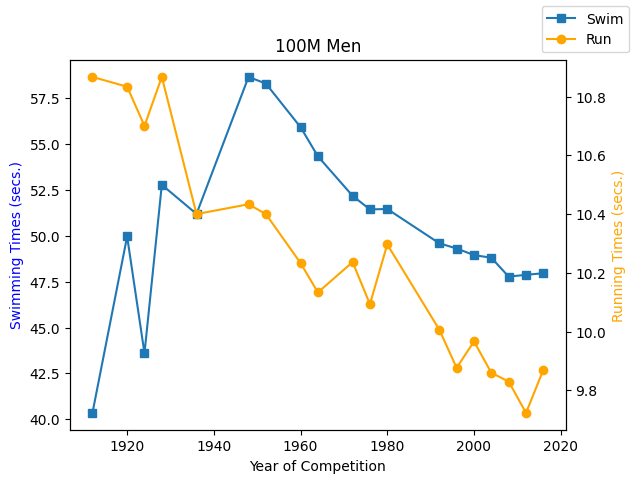 Swim
Run
100M Men
57.5
55.0
52.5
50.0
47.5
45.0
42.5
40.0
Swimming Times (secs.)
10.8
10.6
10.4
10.2
10.0
9.8
Running Times (secs.)
1920 1940 1960 1980 2000 2020
Year of Competition